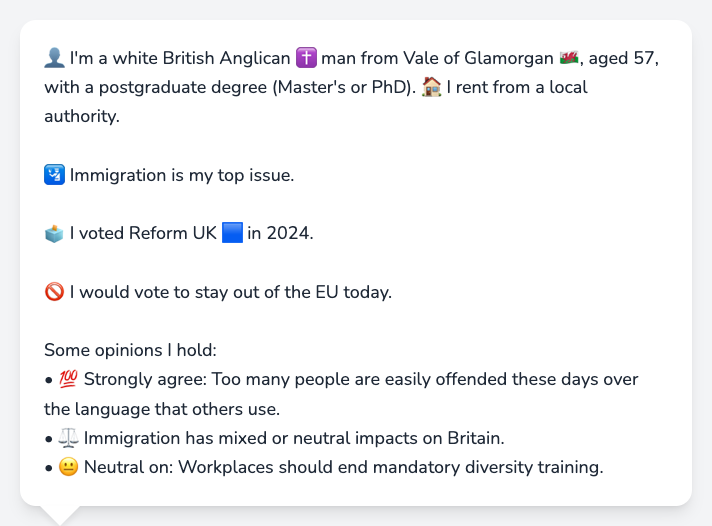 👤 I'm a white British Anglican ✝️ man from Vale of Glamorgan 🏴󠁧󠁢󠁷󠁬󠁳󠁿, aged 57,
with a postgraduate degree (Master's or PhD). 🏠 I rent from a local
authority.
🛂 Immigration is my top issue.
🗳️ I voted Reform UK 🟦 in 2024.
🚫 I would vote to stay out of the EU today.
Some opinions I hold:
• 💯 Strongly agree: Too many people are easily offended these days over
the language that others use.
• ⚖️ Immigration has mixed or neutral impacts on Britain.
• 😐 Neutral on: Workplaces should end mandatory diversity training.